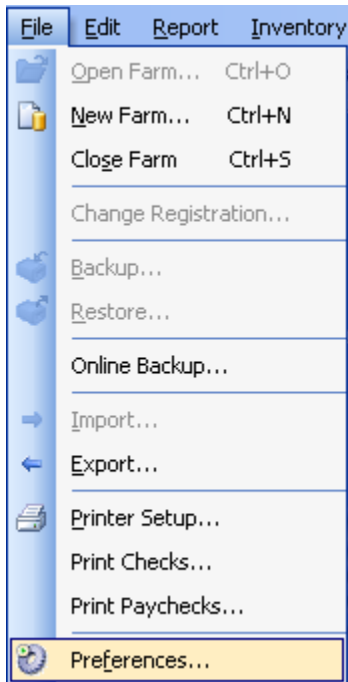 File Edit Report Inventory
Open Farm... Ctrl+O
New Farm... Ctrl+N
Close Farm Ctrl+S
Change Registration...
Backup...
Restore...
Online Backup...
Import...
Export...
Printer Setup...
Print Checks...
Print Paychecks...
Preferences...